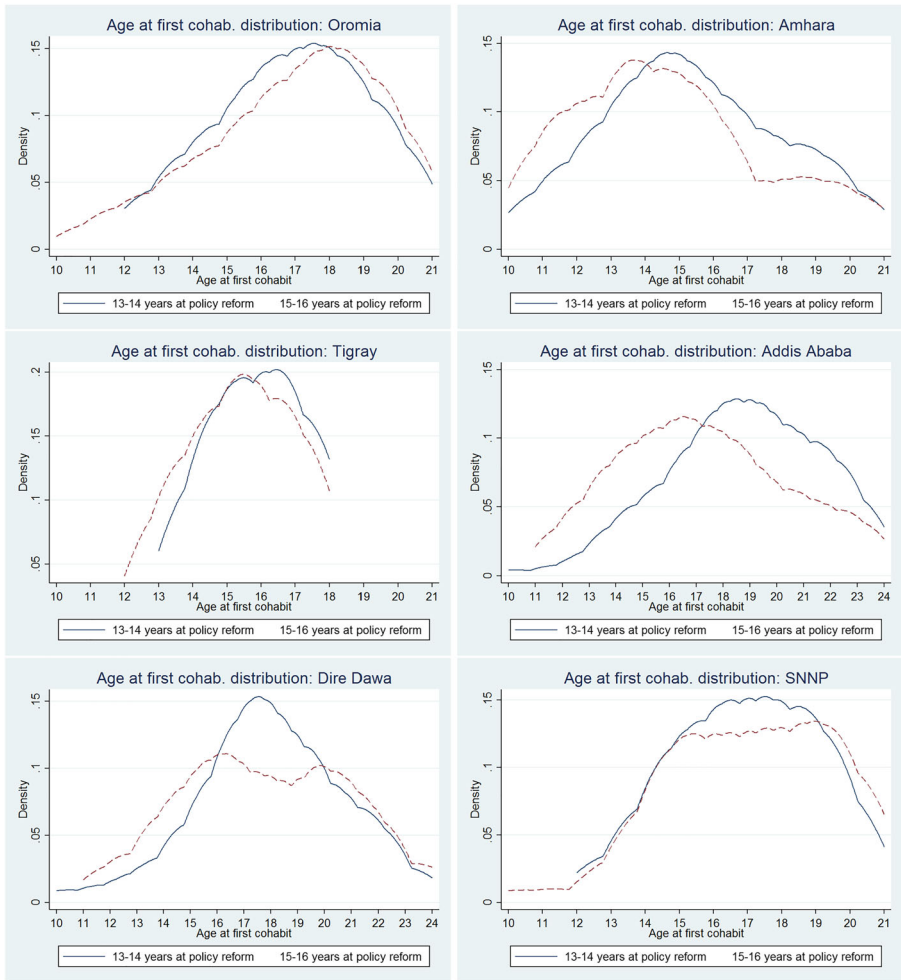 Age at first cohab. distribution: Oromia
Density
0 .05 .1 .15
10 11 12 13 14 15 16 17 18 19 20 21
Age at first cohabit
13-14 years at policy reform 15-16 years at policy reform
Age at first cohab. distribution: Amhara
Density
0 .05 .1 .15
10 11 12 13 14 15 16 17 18 19 20 21
Age at first cohabit
13-14 years at policy reform 15-16 years at policy reform
Age at first cohab. distribution: Tigray
Density
.05 .1 .15 .2
10 11 12 13 14 15 16 17 18 19 20 21
Age at first cohabit
13-14 years at policy reform 15-16 years at policy reform
Age at first cohab. distribution: Addis Ababa
Density
0 .05 .1 .15
10 11 12 13 14 15 16 17 18 19 20 21 22 23 24
Age at first cohabit
13-14 years at policy reform 15-16 years at policy reform
Age at first cohab. distribution: Dire Dawa
Density
0 .05 .1 .15
10 11 12 13 14 15 16 17 18 19 20 21 22 23 24
Age at first cohabit
13-14 years at policy reform 15-16 years at policy reform
Age at first cohab. distribution: SNNP
Density
0 .05 .1 .15
10 11 12 13 14 15 16 17 18 19 20 21
Age at first cohabit
13-14 years at policy reform 15-16 years at policy reform